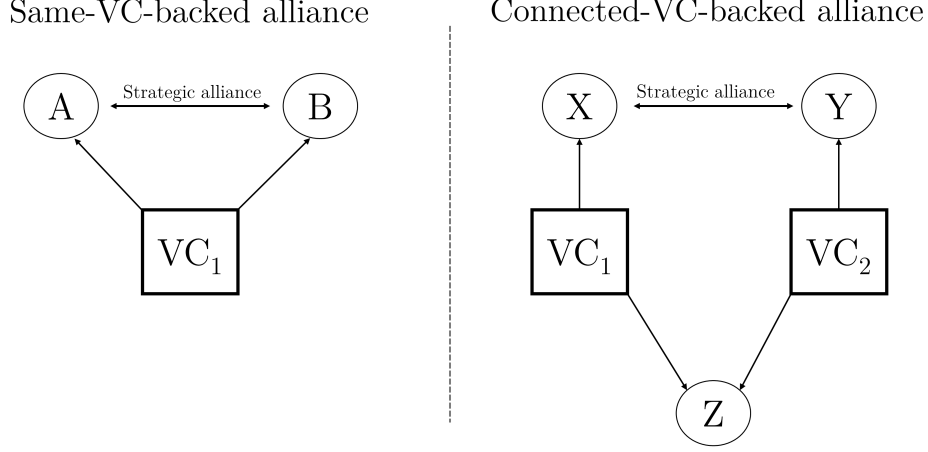 Same-VC-backed alliance
A
Strategic alliance
B
VC₁
Connected-VC-backed alliance
X
Strategic alliance
Y
VC₁
VC₂
Z